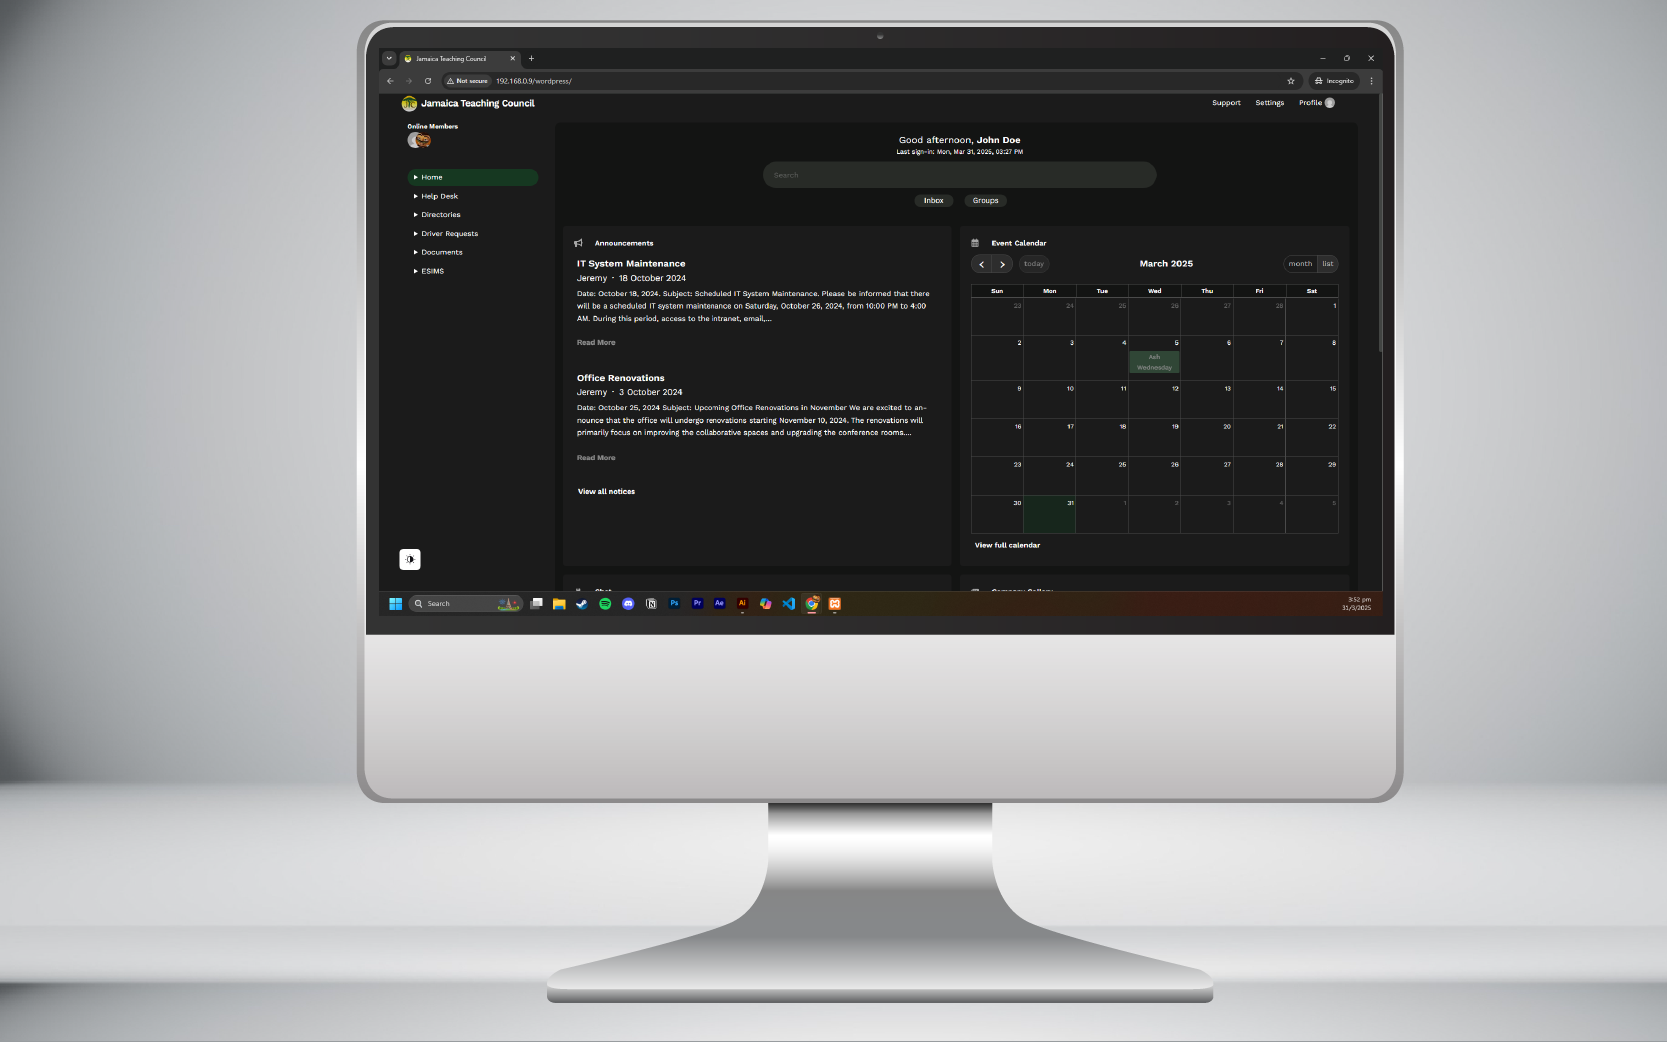 Jamaica Teaching Council
Not secure
192.168.0.9/wordpress/
Incognito
Jamaica Teaching Council
Support Settings Profile
Online Members
Home
Help Desk
Directories
Driver Requests
Documents
ESIMS
Good afternoon, John Doe
Last sign-in: Mon, Mar 31, 2025, 03:27 PM
Search
Inbox Groups
Announcements
IT System Maintenance
Jeremy · 18 October 2024
Date: October 18, 2024. Subject: Scheduled IT System Maintenance. Please be informed that there
will be a scheduled IT system maintenance on Saturday, October 26, 2024, from 10:00 PM to 4:00
AM. During this period, access to the intranet, email,...
Read More
Office Renovations
Jeremy · 3 October 2024
Date: October 25, 2024 Subject: Upcoming Office Renovations in November We are excited to an-
nounce that the office will undergo renovations starting November 10, 2024. The renovations will
primarily focus on improving the collaborative spaces and upgrading the conference rooms....
Read More
View all notices
Event Calendar
today March 2025 month list
Sun Mon Tue Wed Thu Fri Sat
23 24 25 26 27 28 1
2 3 4 5 6 7 8
Ash
Wednesday
9 10 11 12 13 14 15
16 17 18 19 20 21 22
23 24 25 26 27 28 29
30 31 1 2 3 4 5
View full calendar
Chat
Company Gallery
Search
Ps Pr Ae Ai
3:52 pm
31/3/2025